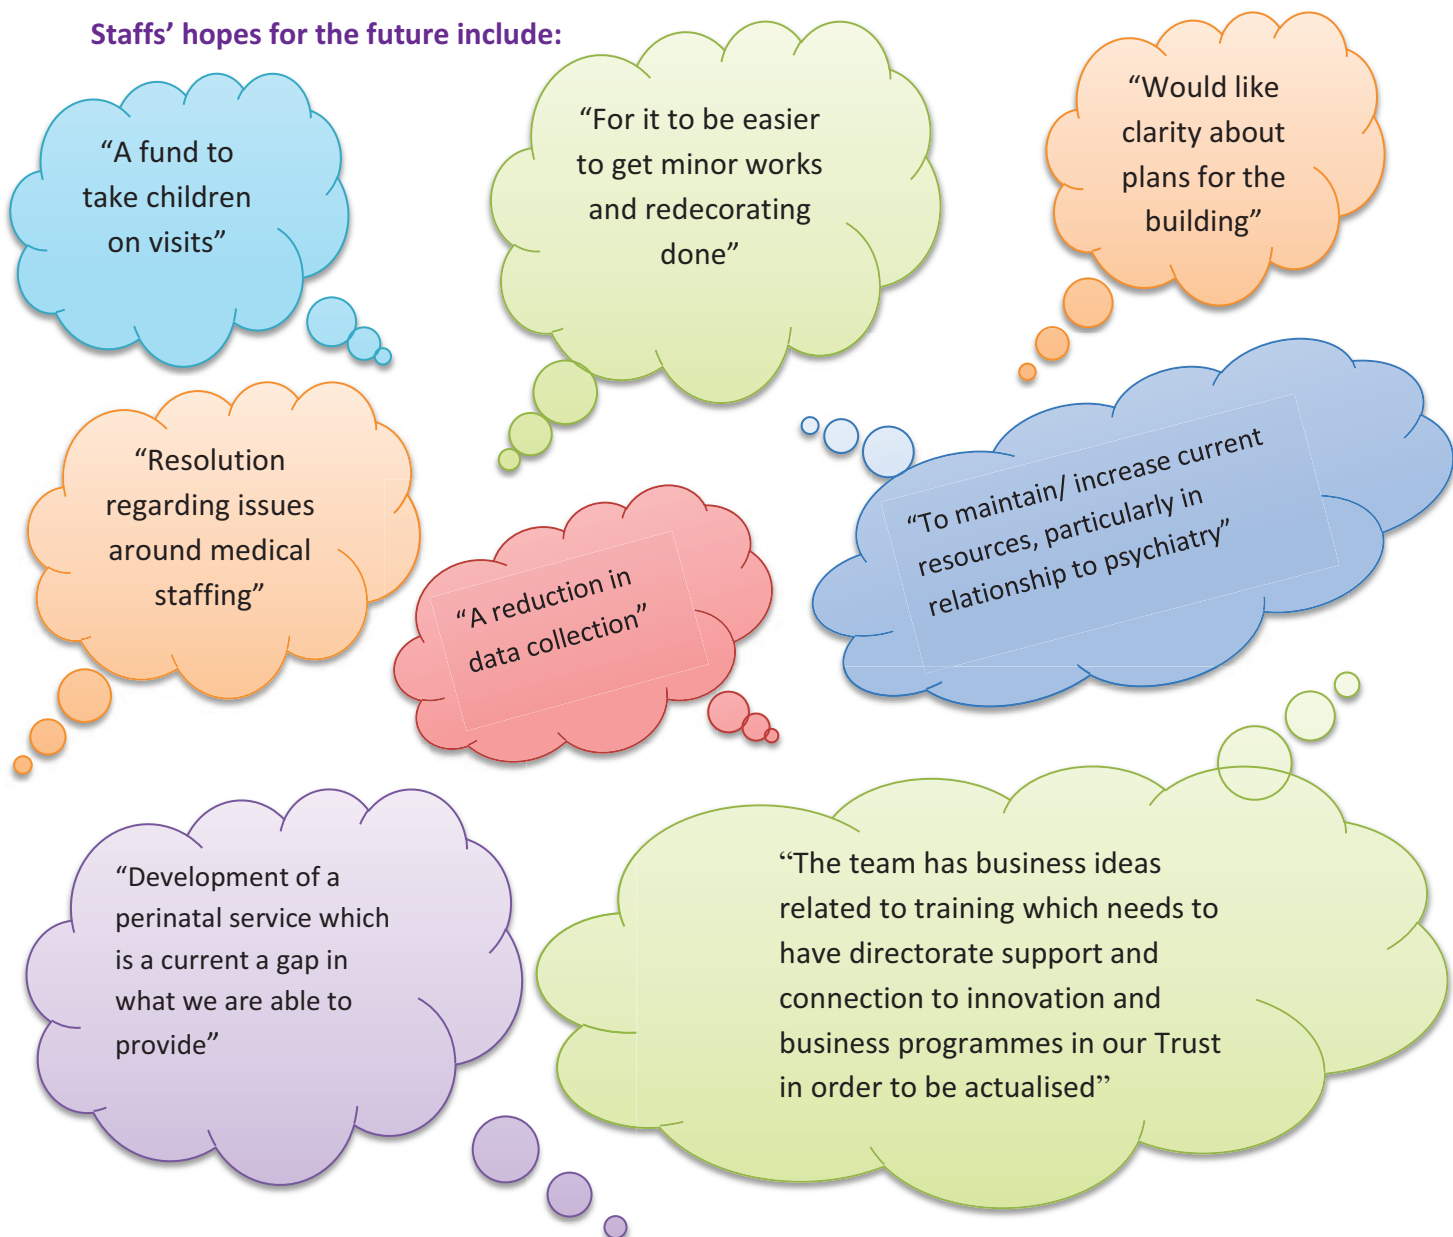 Staffs’ hopes for the future include:
“A fund to
take children
on visits”
“For it to be easier
to get minor works
and redecorating
done”
“Would like
clarity about
plans for the
building”
“Resolution
regarding issues
around medical
staffing”
“A reduction in
data collection”
“To maintain/ increase current
resources, particularly in
relationship to psychiatry”
“Development of a
perinatal service which
is a current a gap in
what we are able to
provide”
“The team has business ideas
related to training which needs to
have directorate support and
connection to innovation and
business programmes in our Trust
in order to be actualised”